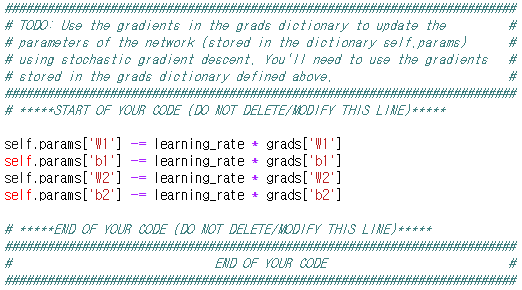 #########################################################################
# TODO: Use the gradients in the grads dictionary to update the #
# parameters of the network (stored in the dictionary self.params) #
# using stochastic gradient descent. You'll need to use the gradients #
# stored in the grads dictionary defined above. #
#########################################################################
# *****START OF YOUR CODE (DO NOT DELETE/MODIFY THIS LINE)*****
self.params['W1'] -= learning_rate * grads['W1']
self.params['b1'] -= learning_rate * grads['b1']
self.params['W2'] -= learning_rate * grads['W2']
self.params['b2'] -= learning_rate * grads['b2']
# *****END OF YOUR CODE (DO NOT DELETE/MODIFY THIS LINE)*****
#########################################################################
# END OF YOUR CODE #
#########################################################################